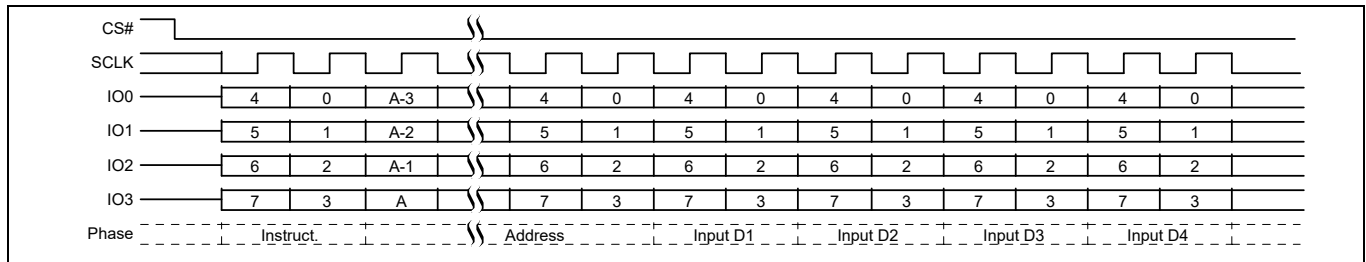 CS#
SCLK
IO0 4 0 A-3 4 0 4 0 4 0 4 0 4 0
IO1 5 1 A-2 5 1 5 1 5 1 5 1 5 1
IO2 6 2 A-1 6 2 6 2 6 2 6 2 6 2
IO3 7 3 A 7 3 7 3 7 3 7 3 7 3
Phase Instruct. Address Input D1 Input D2 Input D3 Input D4